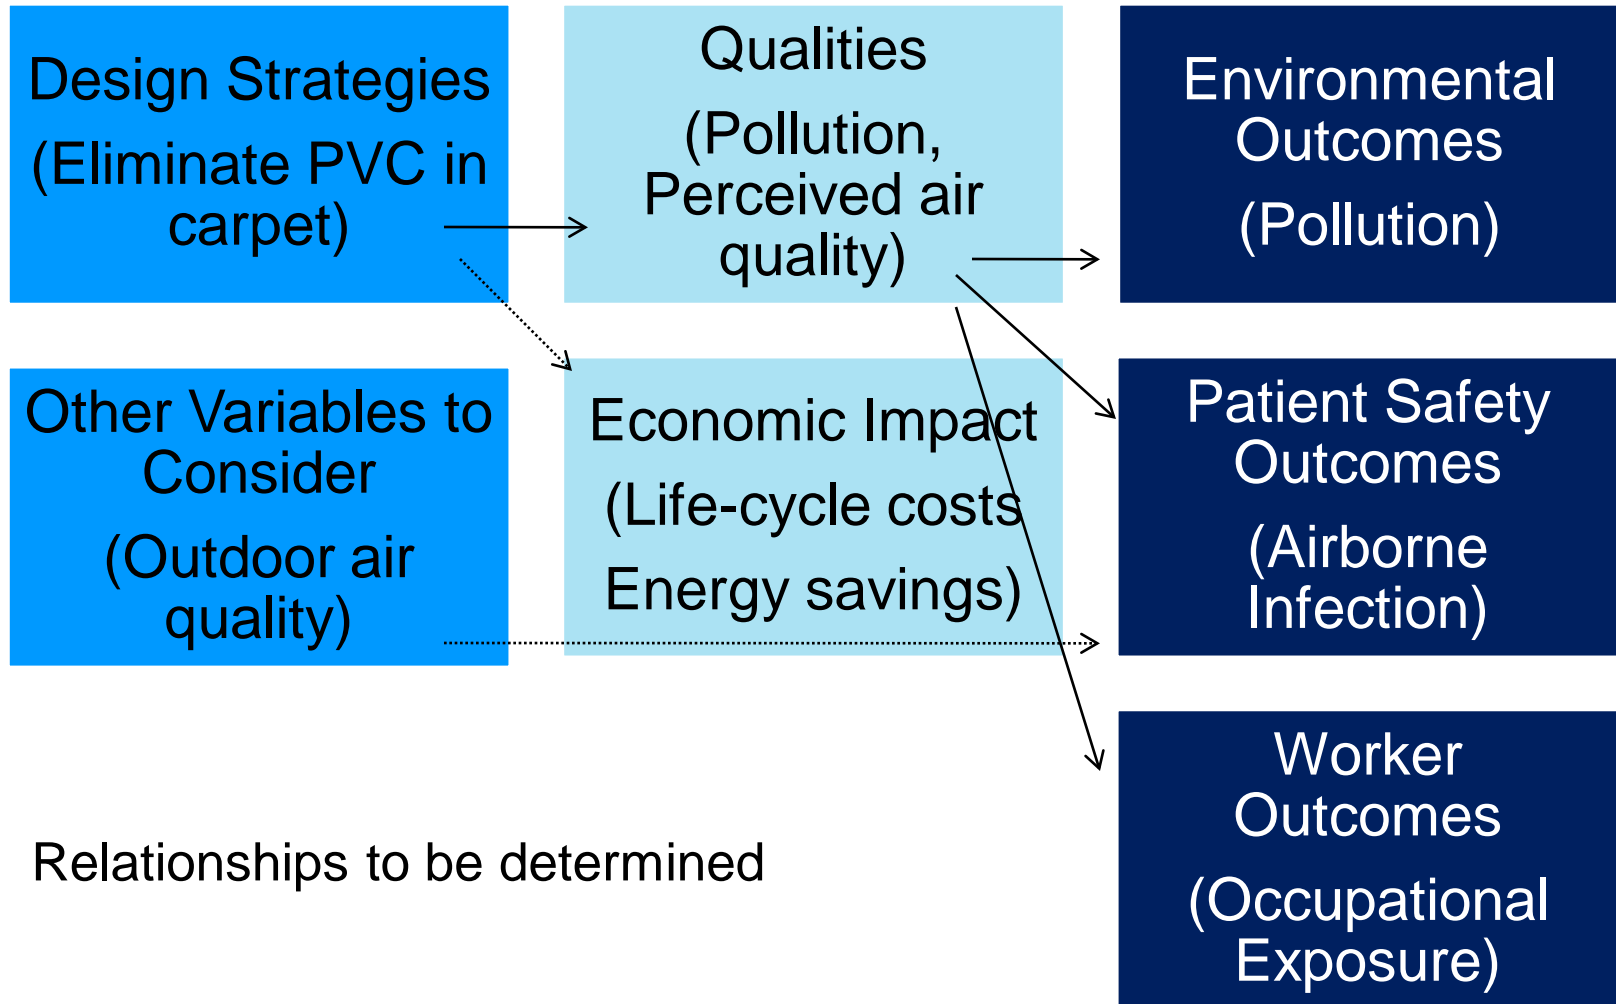 Design Strategies
(Eliminate PVC in
carpet)
Qualities
(Pollution,
Perceived air
quality)
Environmental
Outcomes
(Pollution)
Other Variables to
Consider
(Outdoor air
quality)
Economic Impact
(Life-cycle costs
Energy savings)
Patient Safety
Outcomes
(Airborne
Infection)
Worker
Outcomes
(Occupational
Exposure)
Relationships to be determined